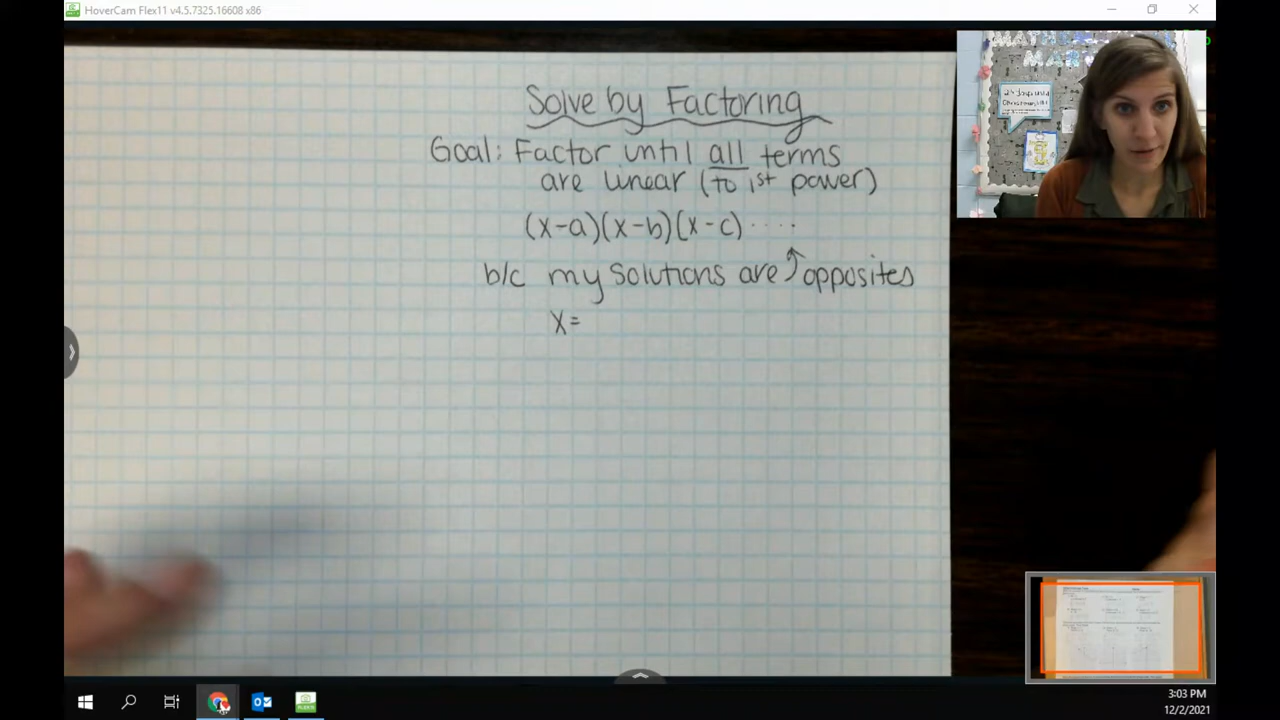 HoverCam Flex11 v4.5.7325.16608 x86
Solve by Factoring
Goal: Factor until all terms
are linear (to 1st power)
(x-a)(x-b)(x-c)....
b/c my solutions are opposites
x=
3:03 PM
12/2/2021